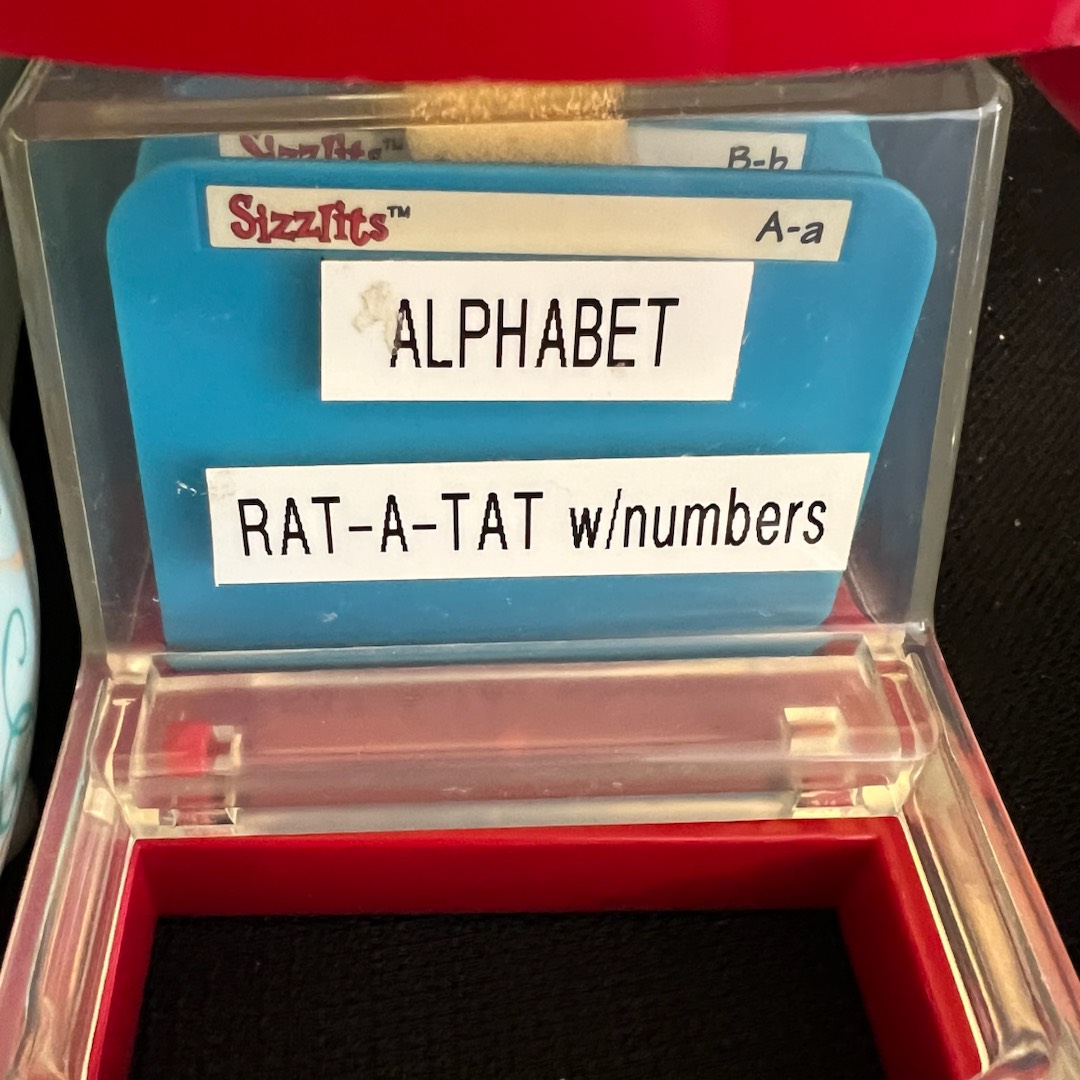 Sizzlits™ B-b
Sizzlits™ A-a
ALPHABET
RAT-A-TAT w/numbers